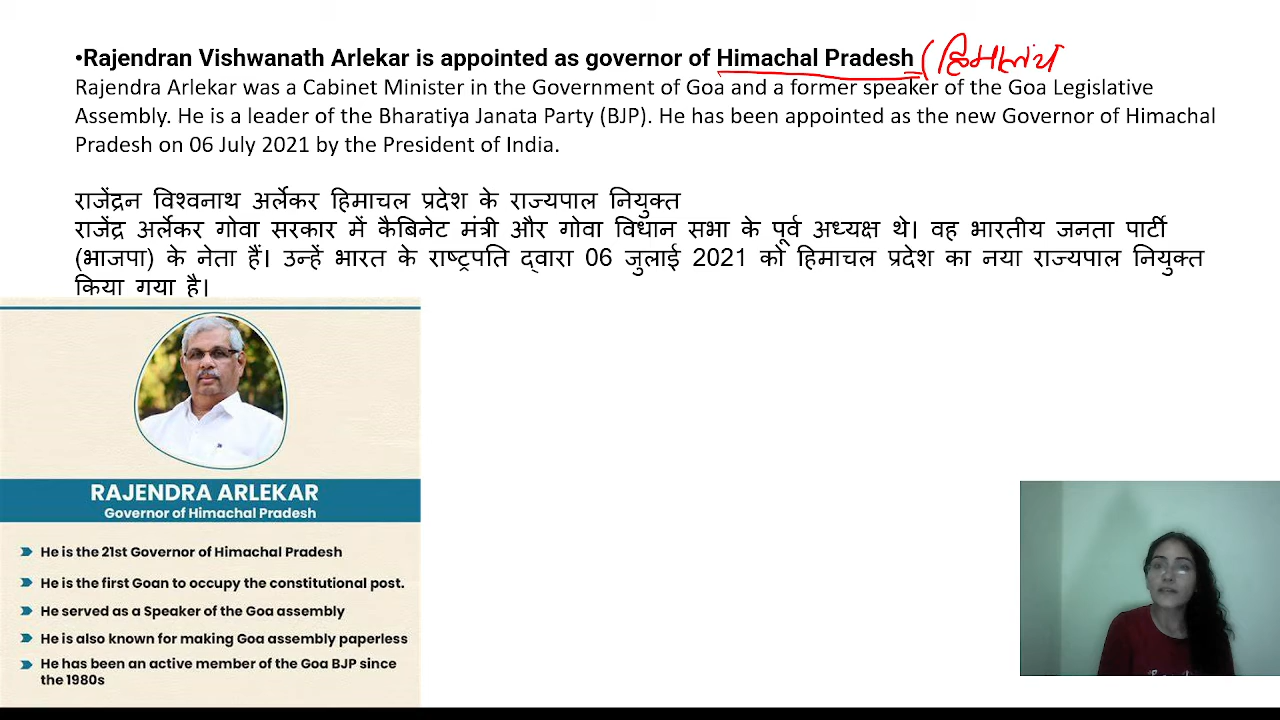 •Rajendran Vishwanath Arlekar is appointed as governor of Himachal Pradesh (हिमालय
Rajendra Arlekar was a Cabinet Minister in the Government of Goa and a former speaker of the Goa Legislative
Assembly. He is a leader of the Bharatiya Janata Party (BJP). He has been appointed as the new Governor of Himachal
Pradesh on 06 July 2021 by the President of India.
राजेंद्रन विश्वनाथ अर्लेकर हिमाचल प्रदेश के राज्यपाल नियुक्त
राजेंद्र अर्लेकर गोवा सरकार में कैबिनेट मंत्री और गोवा विधान सभा के पूर्व अध्यक्ष थे। वह भारतीय जनता पार्टी
(भाजपा) के नेता हैं। उन्हें भारत के राष्ट्रपति द्वारा 06 जुलाई 2021 को हिमाचल प्रदेश का नया राज्यपाल नियुक्त
किया गया है।
RAJENDRA ARLEKAR
Governor of Himachal Pradesh
He is the 21st Governor of Himachal Pradesh
He is the first Goan to occupy the constitutional post.
He served as a Speaker of the Goa assembly
He is also known for making Goa assembly paperless
He has been an active member of the Goa BJP since
the 1980s